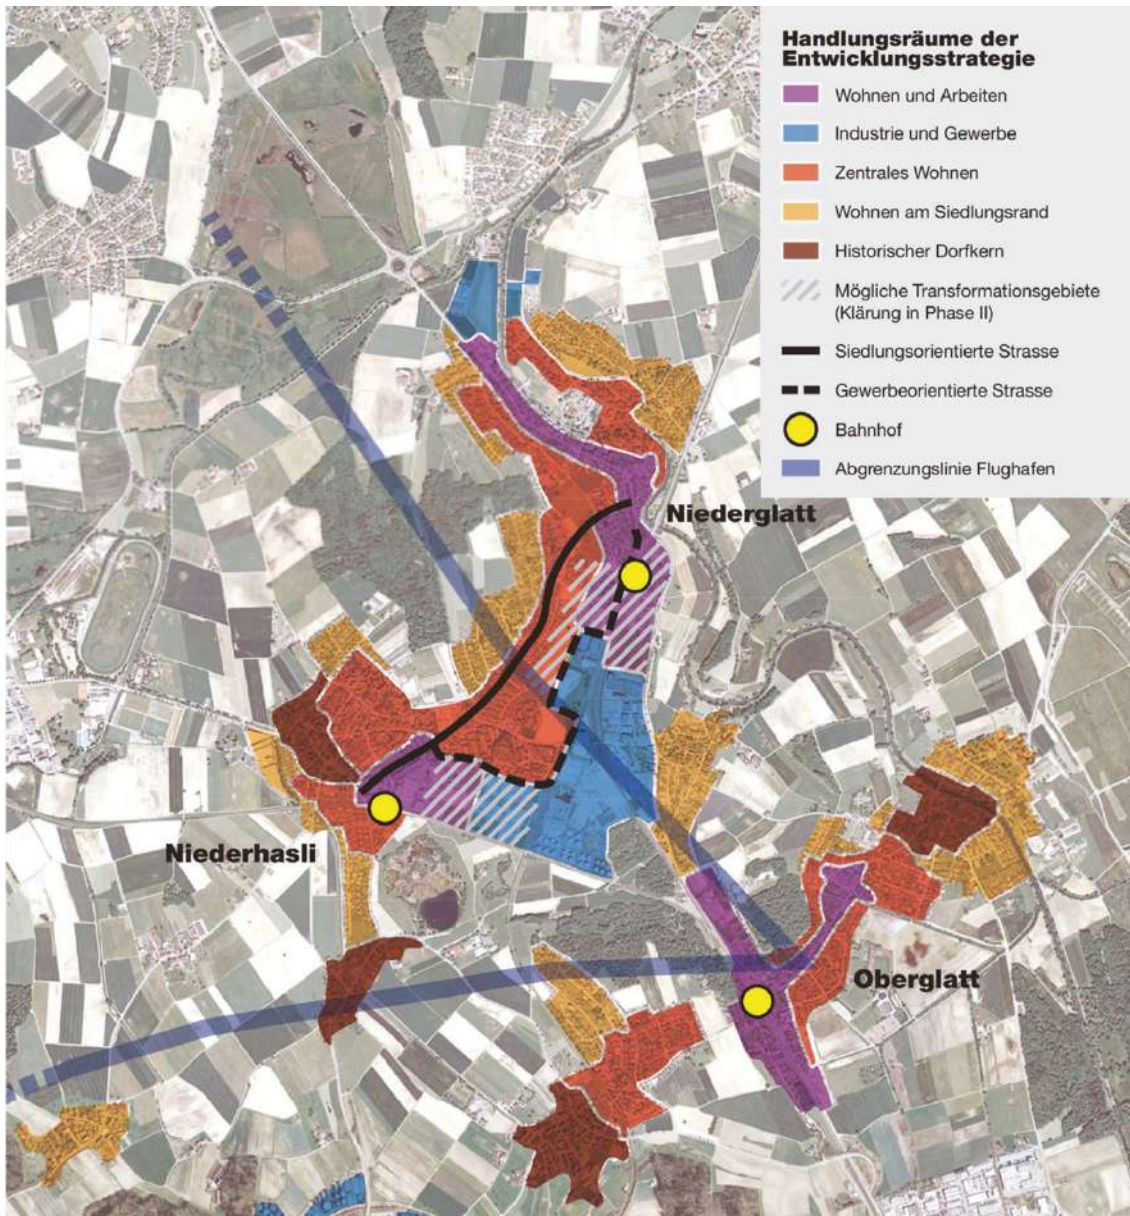 Handlungsräume der
Entwicklungsstrategie
Wohnen und Arbeiten
Industrie und Gewerbe
Zentrales Wohnen
Wohnen am Siedlungsrand
Historischer Dorfkern
Mögliche Transformationsgebiete
(Klärung in Phase II)
Siedlungsorientierte Strasse
Gewerbeorientierte Strasse
Bahnhof
Abgrenzungslinie Flughafen
Niederglatt
Niederhasli
Oberglatt